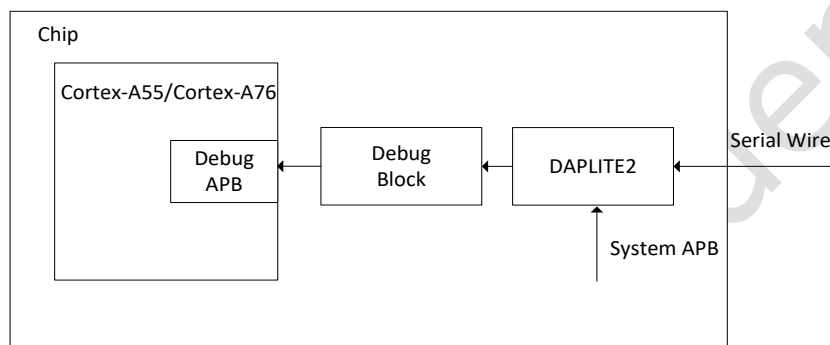 Chip
Cortex-A55/Cortex-A76
Debug
APB
Debug
Block
DAPLITE2
Serial Wire
System APB